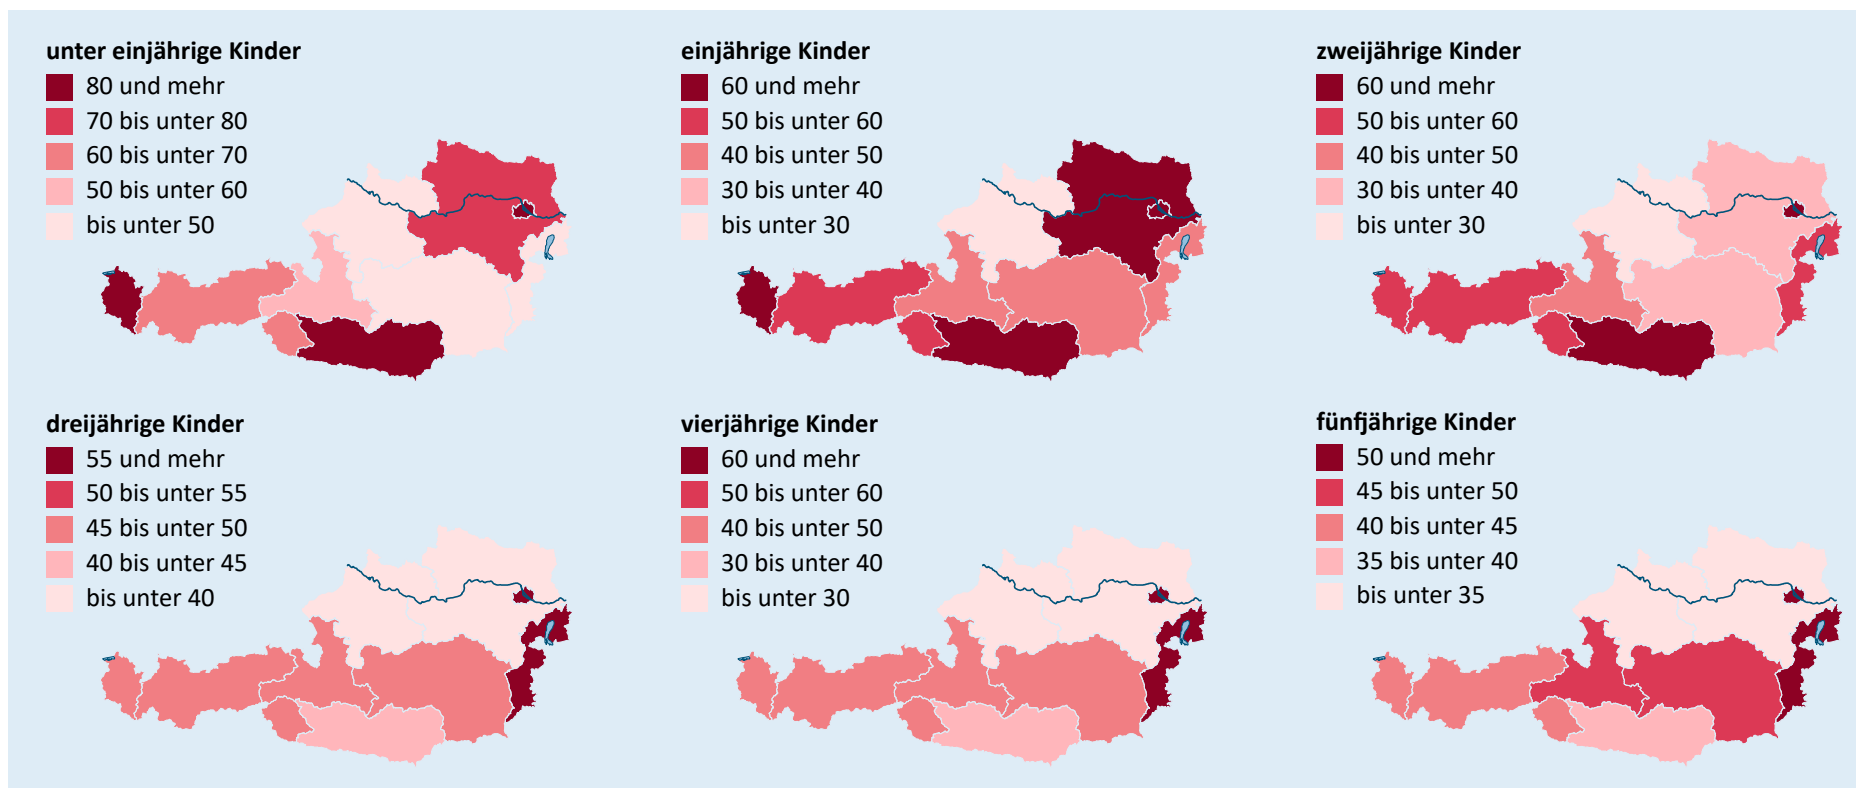 unter einjährige Kinder
80 und mehr
70 bis unter 80
60 bis unter 70
50 bis unter 60
bis unter 50
einjährige Kinder
60 und mehr
50 bis unter 60
40 bis unter 50
30 bis unter 40
bis unter 30
zweijährige Kinder
60 und mehr
50 bis unter 60
40 bis unter 50
30 bis unter 40
bis unter 30
dreijährige Kinder
55 und mehr
50 bis unter 55
45 bis unter 50
40 bis unter 45
bis unter 40
vierjährige Kinder
60 und mehr
50 bis unter 60
40 bis unter 50
30 bis unter 40
bis unter 30
fünfjährige Kinder
50 und mehr
45 bis unter 50
40 bis unter 45
35 bis unter 40
bis unter 35